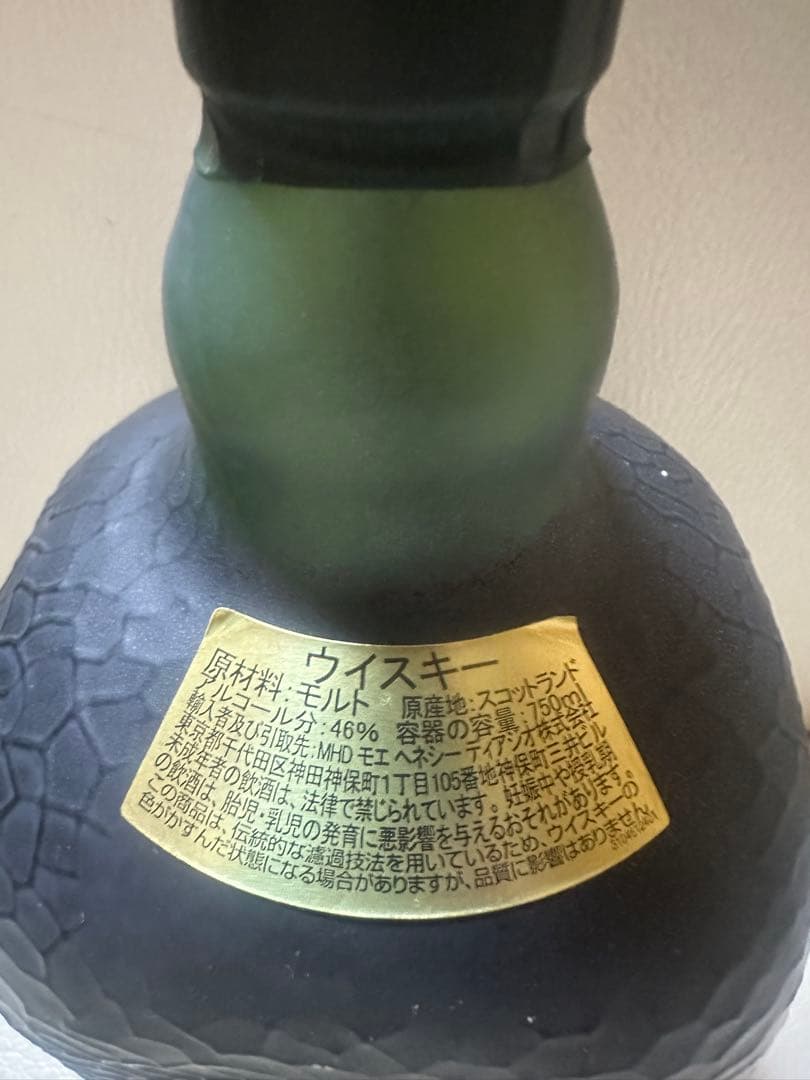 ウイスキー
原材料:モルト 原産地:スコットランド
アルコール分:46% 容器の容量:750ml
輸入者及び引取先:MHD モエ ヘネシー ディアジオ株式会社
東京都千代田区神田神保町1丁目105番地神保町三井ビル
未成年者の飲酒は、法律で禁じられています。妊娠中や授乳期
の飲酒は、胎児・乳児の発育に悪影響を与えるおそれがあります。
この商品は、伝統的な濾過技法を用いているため、ウイスキーの
色がかすんだ状態になる場合がありますが、品質に影響はありません。